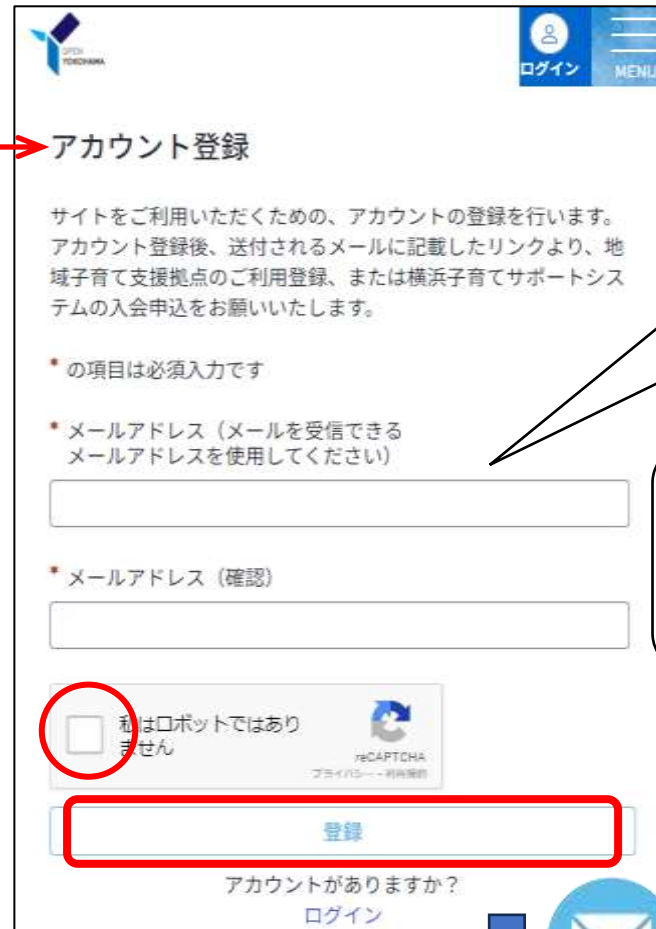 OPEN
YOKOHAMA
ログイン
MENU
アカウント登録
サイトをご利用いただくための、アカウントの登録を行います。
アカウント登録後、送付されるメールに記載したリンクより、地
域子育て支援拠点のご利用登録、または横浜子育てサポートシス
テムの入会申込をお願いいたします。
* の項目は必須入力です
* メールアドレス（メールを受信できる
メールアドレスを使用してください）
* メールアドレス（確認）
私はロボットではあり
ません
reCAPTCHA
プライバシー - 利用規約
登録
アカウントがありますか？
ログイン